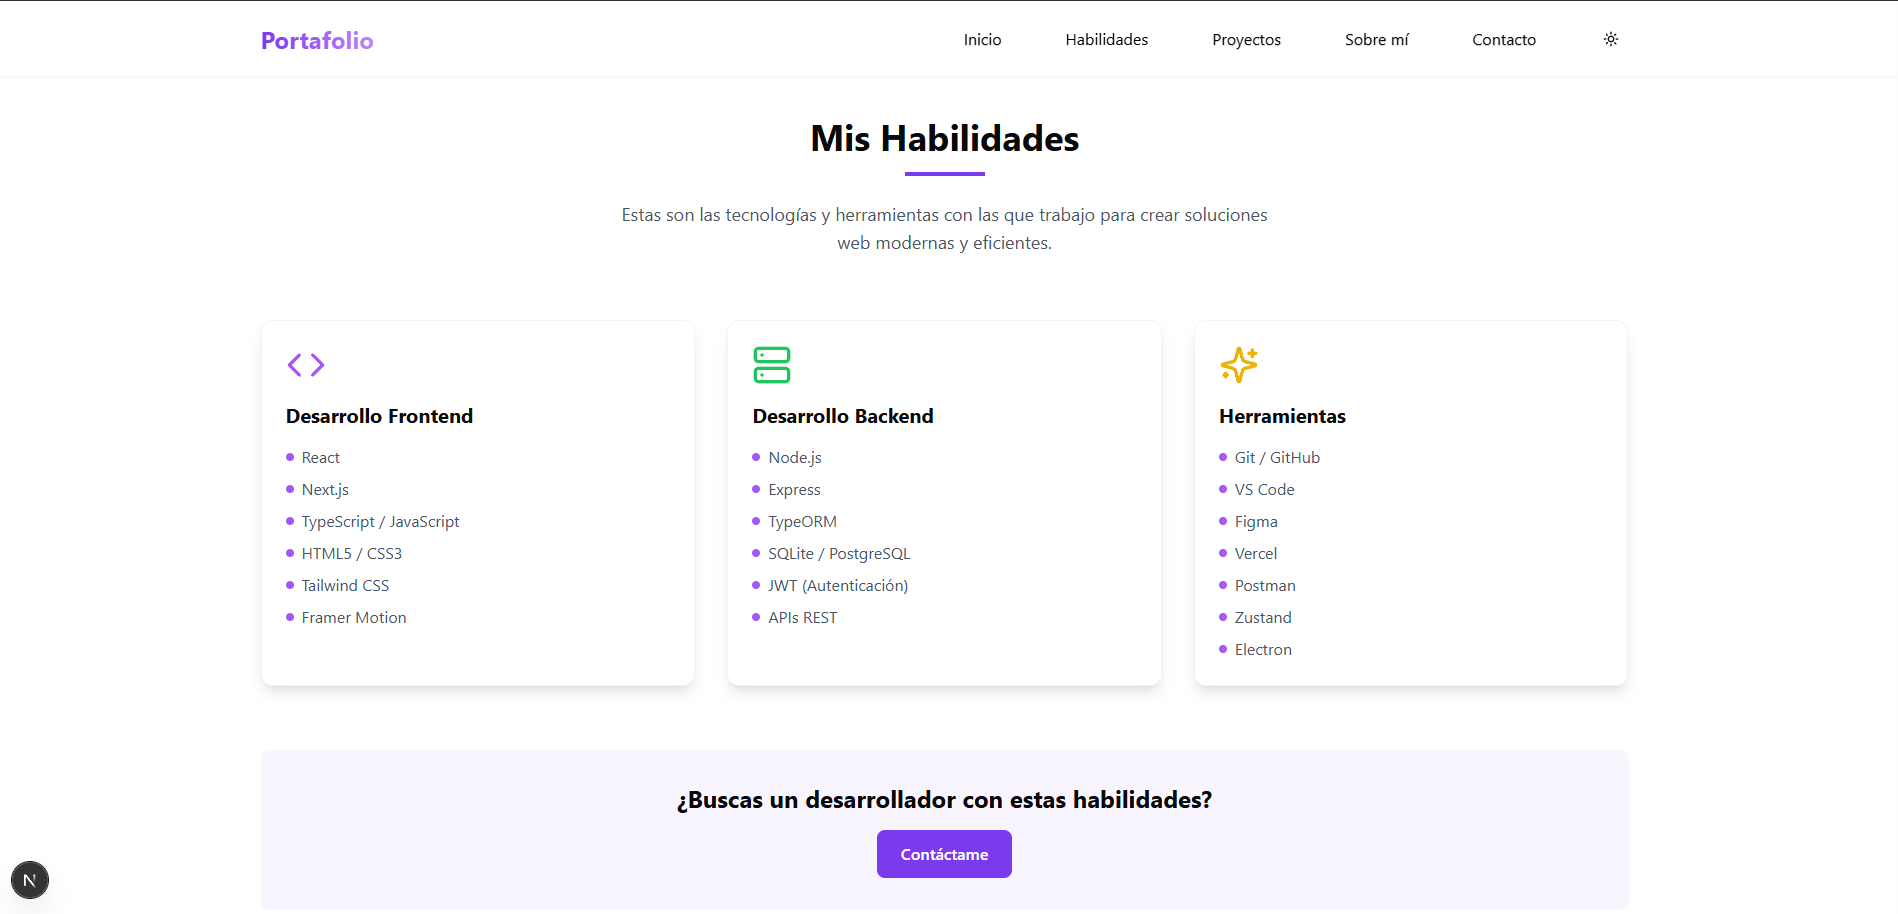 Portafolio
Inicio
Habilidades
Proyectos
Sobre mí
Contacto
Mis Habilidades
Estas son las tecnologías y herramientas con las que trabajo para crear soluciones
web modernas y eficientes.
Desarrollo Frontend
React
Next.js
TypeScript / JavaScript
HTML5 / CSS3
Tailwind CSS
Framer Motion
Desarrollo Backend
Node.js
Express
TypeORM
SQLite / PostgreSQL
JWT (Autenticación)
APIs REST
Herramientas
Git / GitHub
VS Code
Figma
Vercel
Postman
Zustand
Electron
¿Buscas un desarrollador con estas habilidades?
Contáctame
N